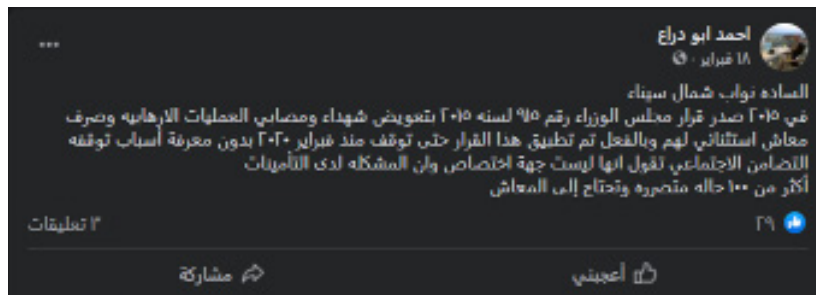 احمد ابو دراع
١٨ فبراير ·
الساده نواب شمال سيناء
في ٢٠١٥ صدر قرار مجلس الوزراء رقم ٩١٥ لسنه ٢٠١٥ بتعويض شهداء ومصابي العمليات الارهابيه وصرف
معاش استثنائي لهم وبالفعل تم تطبيق هذا القرار حتى توقف منذ فبراير ٢٠٢٠ بدون معرفة أسباب توقفه
التضامن الاجتماعي تقول انها ليست جهة اختصاص وان المشكله لدى التأمينات
أكثر من ١٠٠ حاله متضرره وتحتاج إلى المعاش
٢٩
٣ تعليقات
أعجبني
مشاركة